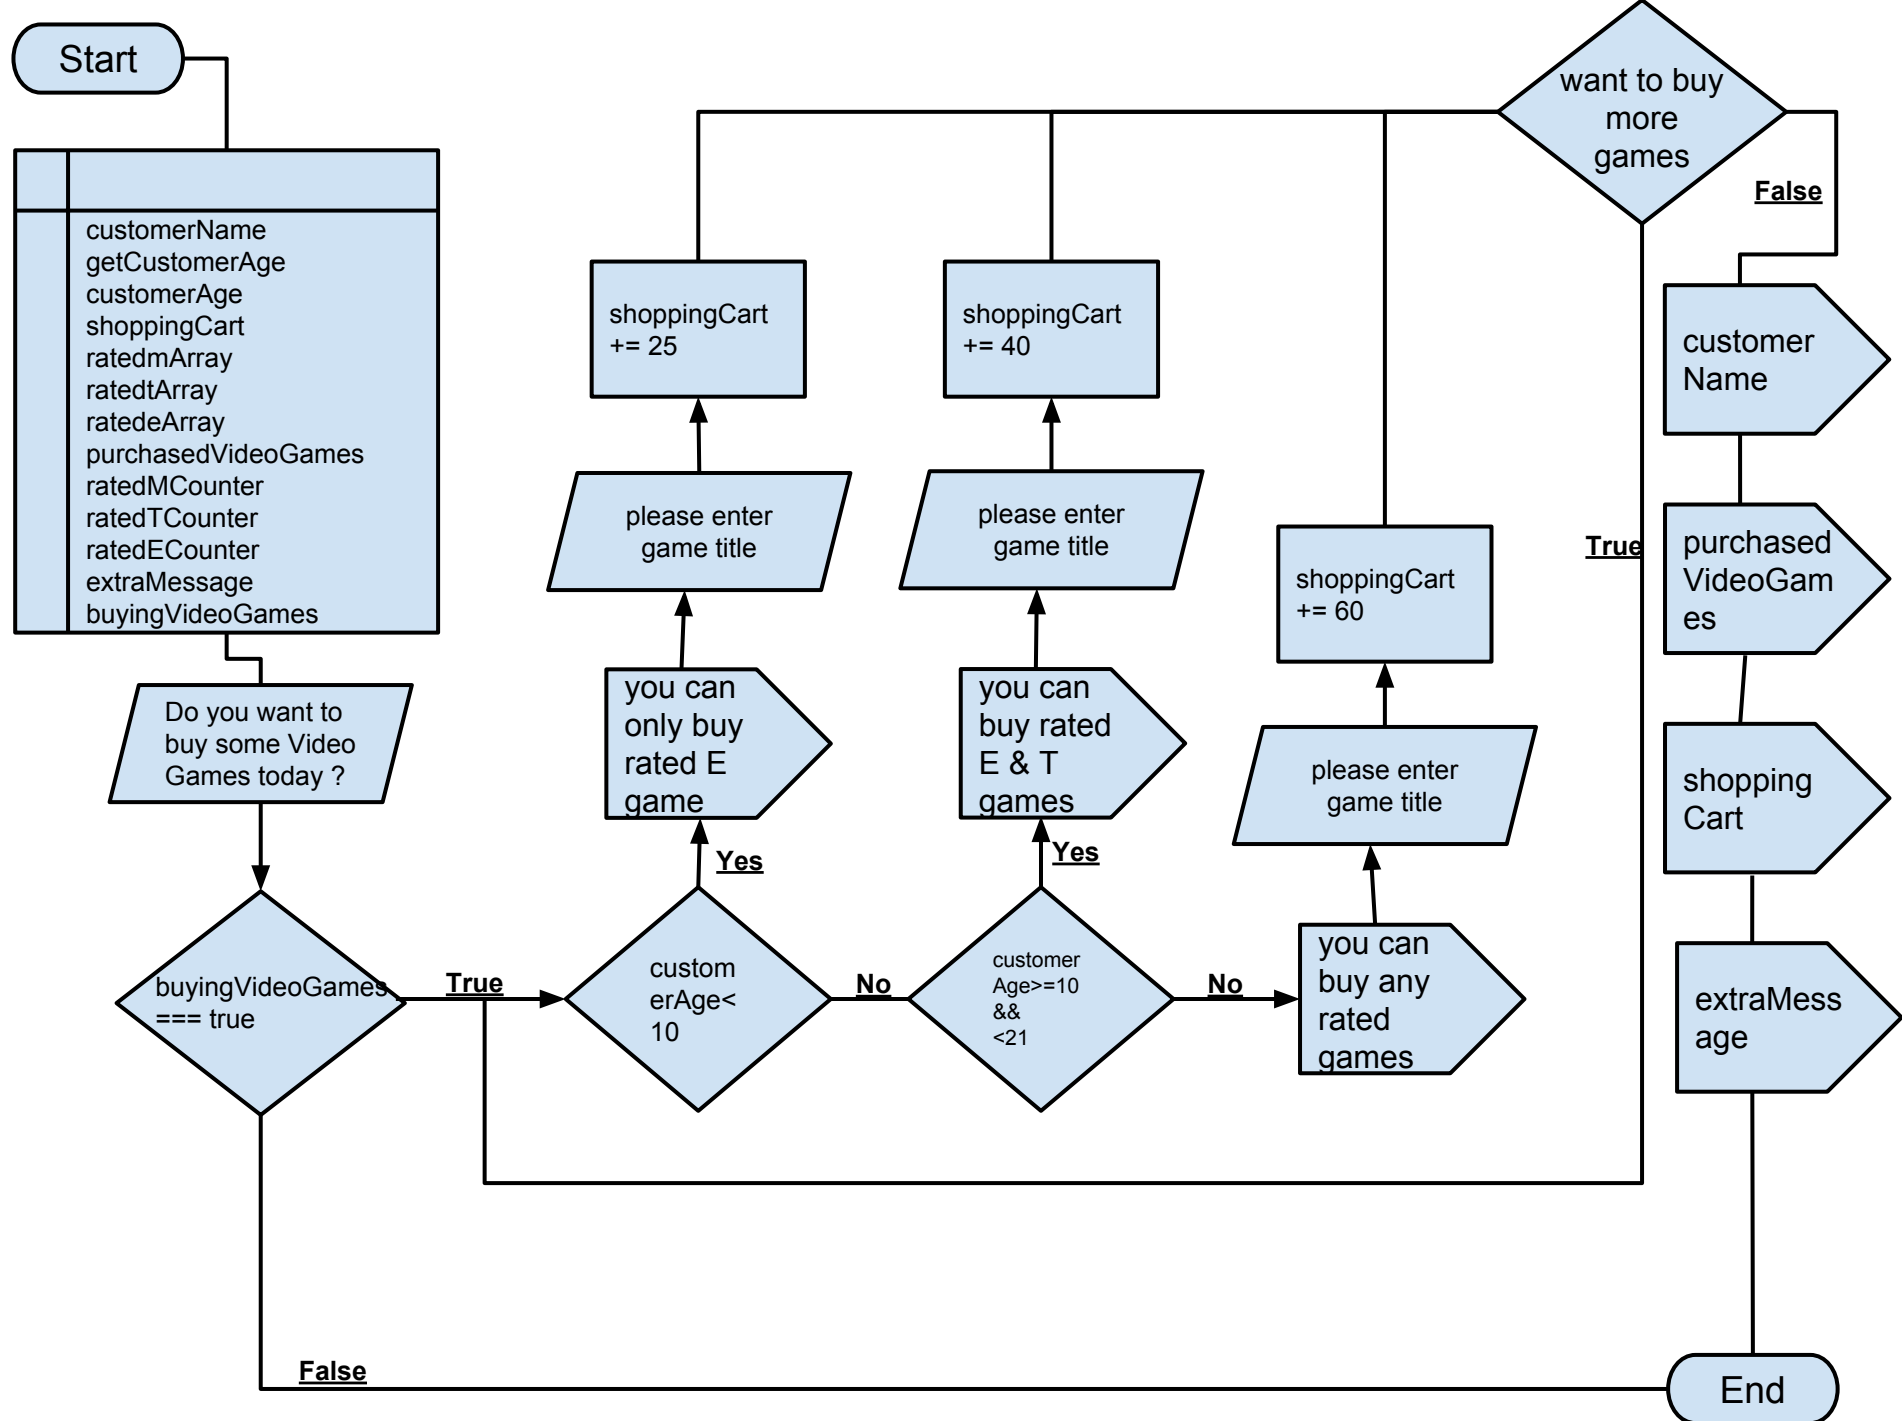 Start
customerName
getCustomerAge
customerAge
shoppingCart
ratedmArray
ratedtArray
ratedeArray
purchasedVideoGames
ratedMCounter
ratedTCounter
ratedECounter
extraMessage
buyingVideoGames
Do you want to
buy some Video
Games today ?
buyingVideoGames
=== true
True
False
custom
erAge<
10
Yes
No
you can
only buy
rated E
game
please enter
game title
shoppingCart
+= 25
customer
Age>=10
&&
<21
Yes
No
you can
buy rated
E & T
games
please enter
game title
shoppingCart
+= 40
you can
buy any
rated
games
please enter
game title
shoppingCart
+= 60
want to buy
more
games
True
False
customer
Name
purchased
VideoGam
es
shopping
Cart
extraMess
age
End